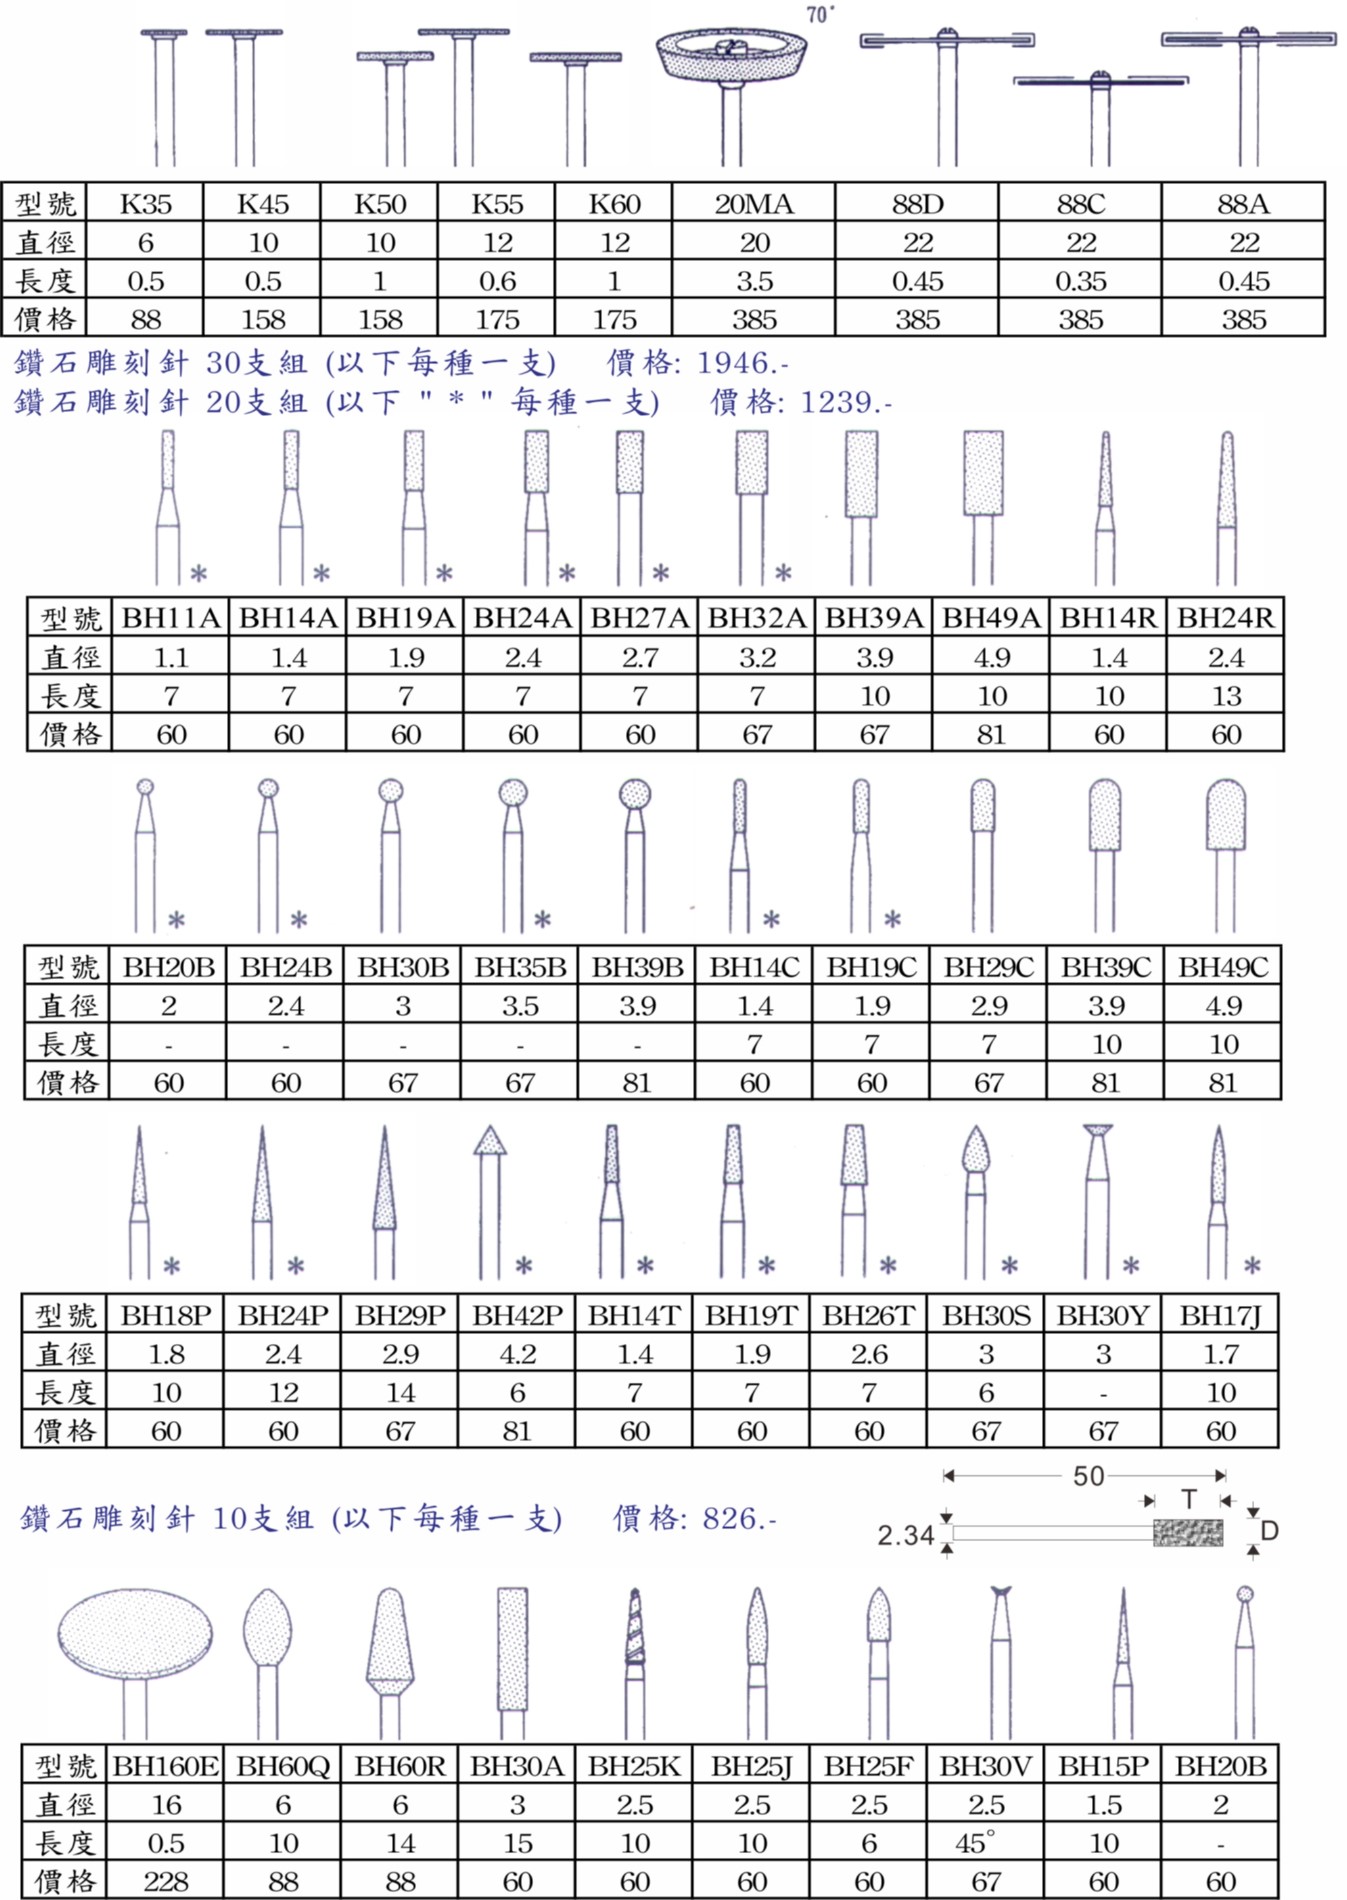 70°
型號 K35 K45 K50 K55 K60 20MA 88D 88C 88A
直徑 6 10 10 12 12 20 22 22 22
長度 0.5 0.5 1 0.6 1 3.5 0.45 0.35 0.45
價格 88 158 158 175 175 385 385 385 385
鑽石雕刻針 30支組 (以下每種一支) 價格: 1946.-
鑽石雕刻針 20支組 (以下 " * " 每種一支) 價格: 1239.-
* * * * * *
型號 BH11A BH14A BH19A BH24A BH27A BH32A BH39A BH49A BH14R BH24R
直徑 1.1 1.4 1.9 2.4 2.7 3.2 3.9 4.9 1.4 2.4
長度 7 7 7 7 7 7 10 10 10 13
價格 60 60 60 60 60 67 67 81 60 60
* * * * *
型號 BH20B BH24B BH30B BH35B BH39B BH14C BH19C BH29C BH39C BH49C
直徑 2 2.4 3 3.5 3.9 1.4 1.9 2.9 3.9 4.9
長度 - - - - - 7 7 7 10 10
價格 60 60 67 67 81 60 60 67 81 81
* * * * * * * * *
型號 BH18P BH24P BH29P BH42P BH14T BH19T BH26T BH30S BH30Y BH17J
直徑 1.8 2.4 2.9 4.2 1.4 1.9 2.6 3 3 1.7
長度 10 12 14 6 7 7 7 6 - 10
價格 60 60 67 81 60 60 60 67 67 60
50
T
鑽石雕刻針 10支組 (以下每種一支) 價格: 826.-
2.34 D
型號 BH160E BH60Q BH60R BH30A BH25K BH25J BH25F BH30V BH15P BH20B
直徑 16 6 6 3 2.5 2.5 2.5 2.5 1.5 2
長度 0.5 10 14 15 10 10 6 45° 10 -
價格 228 88 88 60 60 60 60 67 60 60